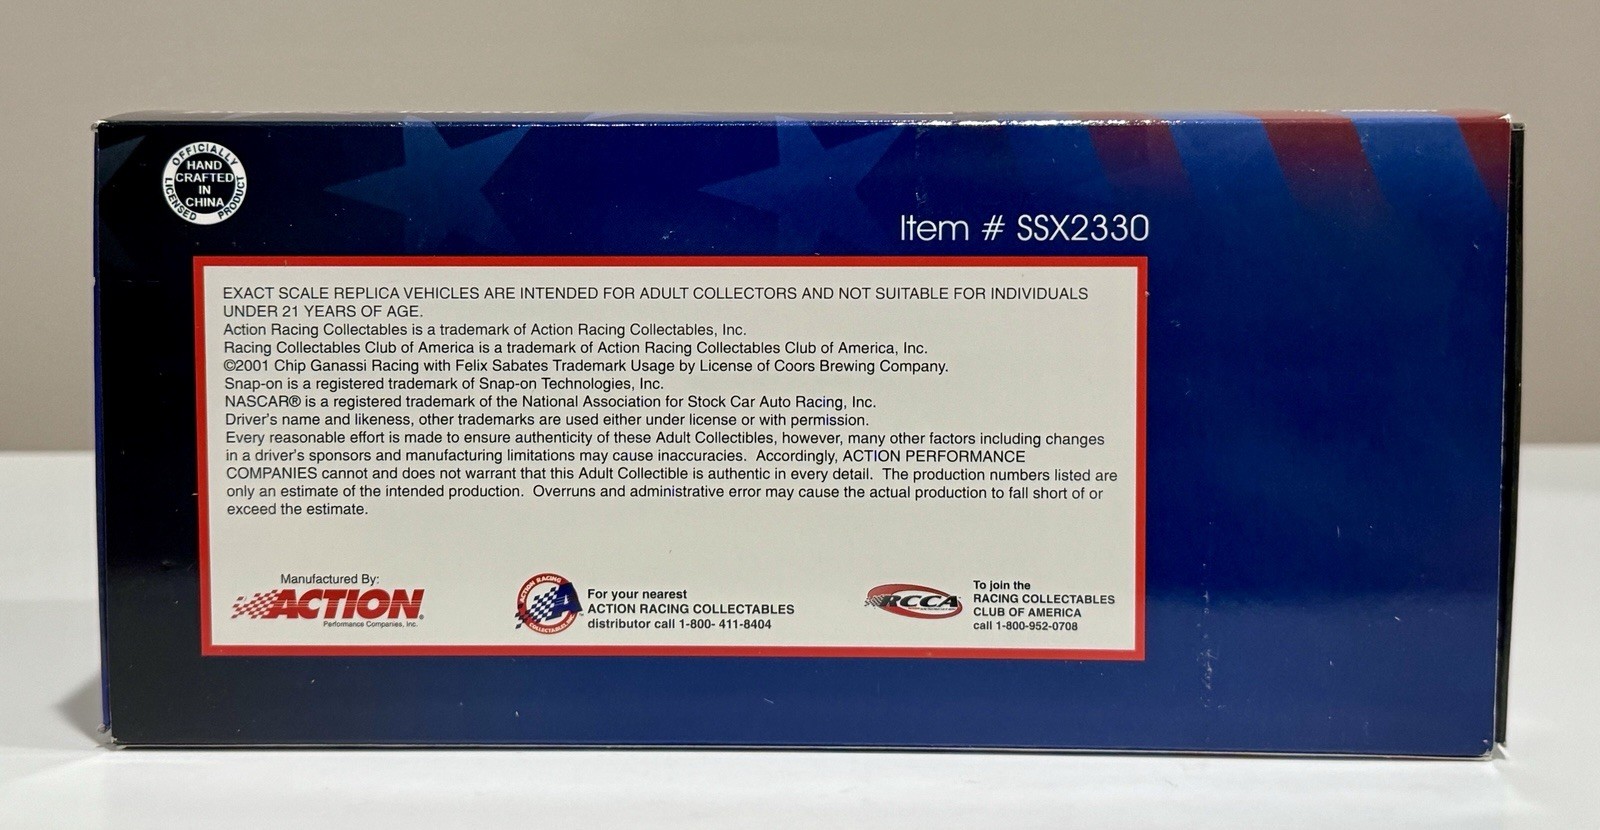 OFFICIALLY
HAND
CRAFTED
IN
CHINA
LICENSED PRODUCT
Item # SSX2330
EXACT SCALE REPLICA VEHICLES ARE INTENDED FOR ADULT COLLECTORS AND NOT SUITABLE FOR INDIVIDUALS
UNDER 21 YEARS OF AGE.
Action Racing Collectables is a trademark of Action Racing Collectables, Inc.
Racing Collectables Club of America is a trademark of Action Racing Collectables Club of America, Inc.
©2001 Chip Ganassi Racing with Felix Sabates Trademark Usage by License of Coors Brewing Company.
Snap-on is a registered trademark of Snap-on Technologies, Inc.
NASCAR® is a registered trademark of the National Association for Stock Car Auto Racing, Inc.
Driver's name and likeness, other trademarks are used either under license or with permission.
Every reasonable effort is made to ensure authenticity of these Adult Collectibles, however, many other factors including changes
in a driver's sponsors and manufacturing limitations may cause inaccuracies. Accordingly, ACTION PERFORMANCE
COMPANIES cannot and does not warrant that this Adult Collectible is authentic in every detail. The production numbers listed are
only an estimate of the intended production. Overruns and administrative error may cause the actual production to fall short of or
exceed the estimate.
Manufactured By:
ACTION®
Performance Companies, Inc.
ACTION RACING
A
COLLECTABLES, INC.
For your nearest
ACTION RACING COLLECTABLES
distributor call 1-800- 411-8404
RCCA
To join the
RACING COLLECTABLES
CLUB OF AMERICA
call 1-800-952-0708